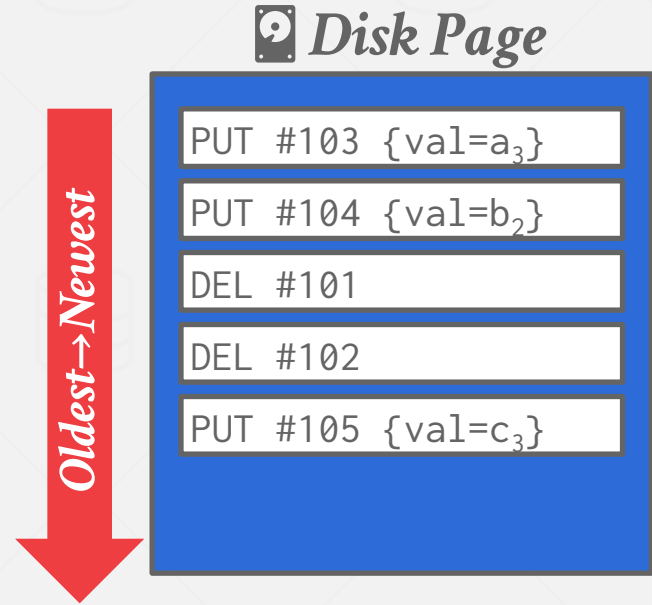 Disk Page
Oldest→Newest
PUT #103 {val=a₃}
PUT #104 {val=b₂}
DEL #101
DEL #102
PUT #105 {val=c₃}